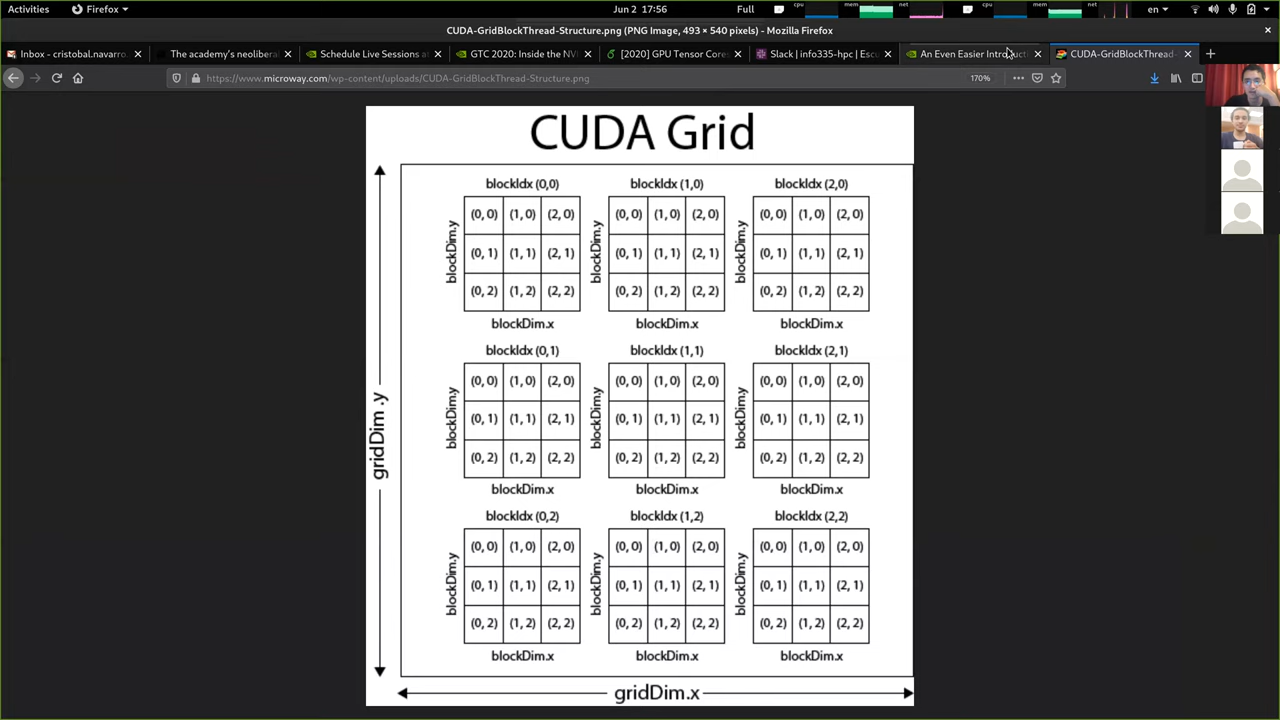 Activities Firefox Jun 2 17:56 Full cpu mem net cpu mem net en
CUDA-GridBlockThread-Structure.png (PNG Image, 493 × 540 pixels) - Mozilla Firefox
Inbox - cristobal.navarro. The academy's neoliberal Schedule Live Sessions at GTC 2020: Inside the NVI [2020] GPU Tensor Cores Slack | info335-hpc | Escu An Even Easier Introduct CUDA-GridBlockThread-
https://www.microway.com/wp-content/uploads/CUDA-GridBlockThread-Structure.png 170%
CUDA Grid
blockIdx (0,0) blockIdx (1,0) blockIdx (2,0)
(0, 0) (1, 0) (2, 0) (0, 0) (1, 0) (2, 0) (0, 0) (1, 0) (2, 0)
blockDim.y (0, 1) (1, 1) (2, 1) blockDim.y (0, 1) (1, 1) (2, 1) blockDim.y (0, 1) (1, 1) (2, 1)
(0, 2) (1, 2) (2, 2) (0, 2) (1, 2) (2, 2) (0, 2) (1, 2) (2, 2)
blockDim.x blockDim.x blockDim.x
blockIdx (0,1) blockIdx (1,1) blockIdx (2,1)
(0, 0) (1, 0) (2, 0) (0, 0) (1, 0) (2, 0) (0, 0) (1, 0) (2, 0)
gridDim .y blockDim.y (0, 1) (1, 1) (2, 1) blockDim.y (0, 1) (1, 1) (2, 1) blockDim.y (0, 1) (1, 1) (2, 1)
(0, 2) (1, 2) (2, 2) (0, 2) (1, 2) (2, 2) (0, 2) (1, 2) (2, 2)
blockDim.x blockDim.x blockDim.x
blockIdx (0,2) blockIdx (1,2) blockIdx (2,2)
(0, 0) (1, 0) (2, 0) (0, 0) (1, 0) (2, 0) (0, 0) (1, 0) (2, 0)
blockDim.y (0, 1) (1, 1) (2, 1) blockDim.y (0, 1) (1, 1) (2, 1) blockDim.y (0, 1) (1, 1) (2, 1)
(0, 2) (1, 2) (2, 2) (0, 2) (1, 2) (2, 2) (0, 2) (1, 2) (2, 2)
blockDim.x blockDim.x blockDim.x
gridDim.x